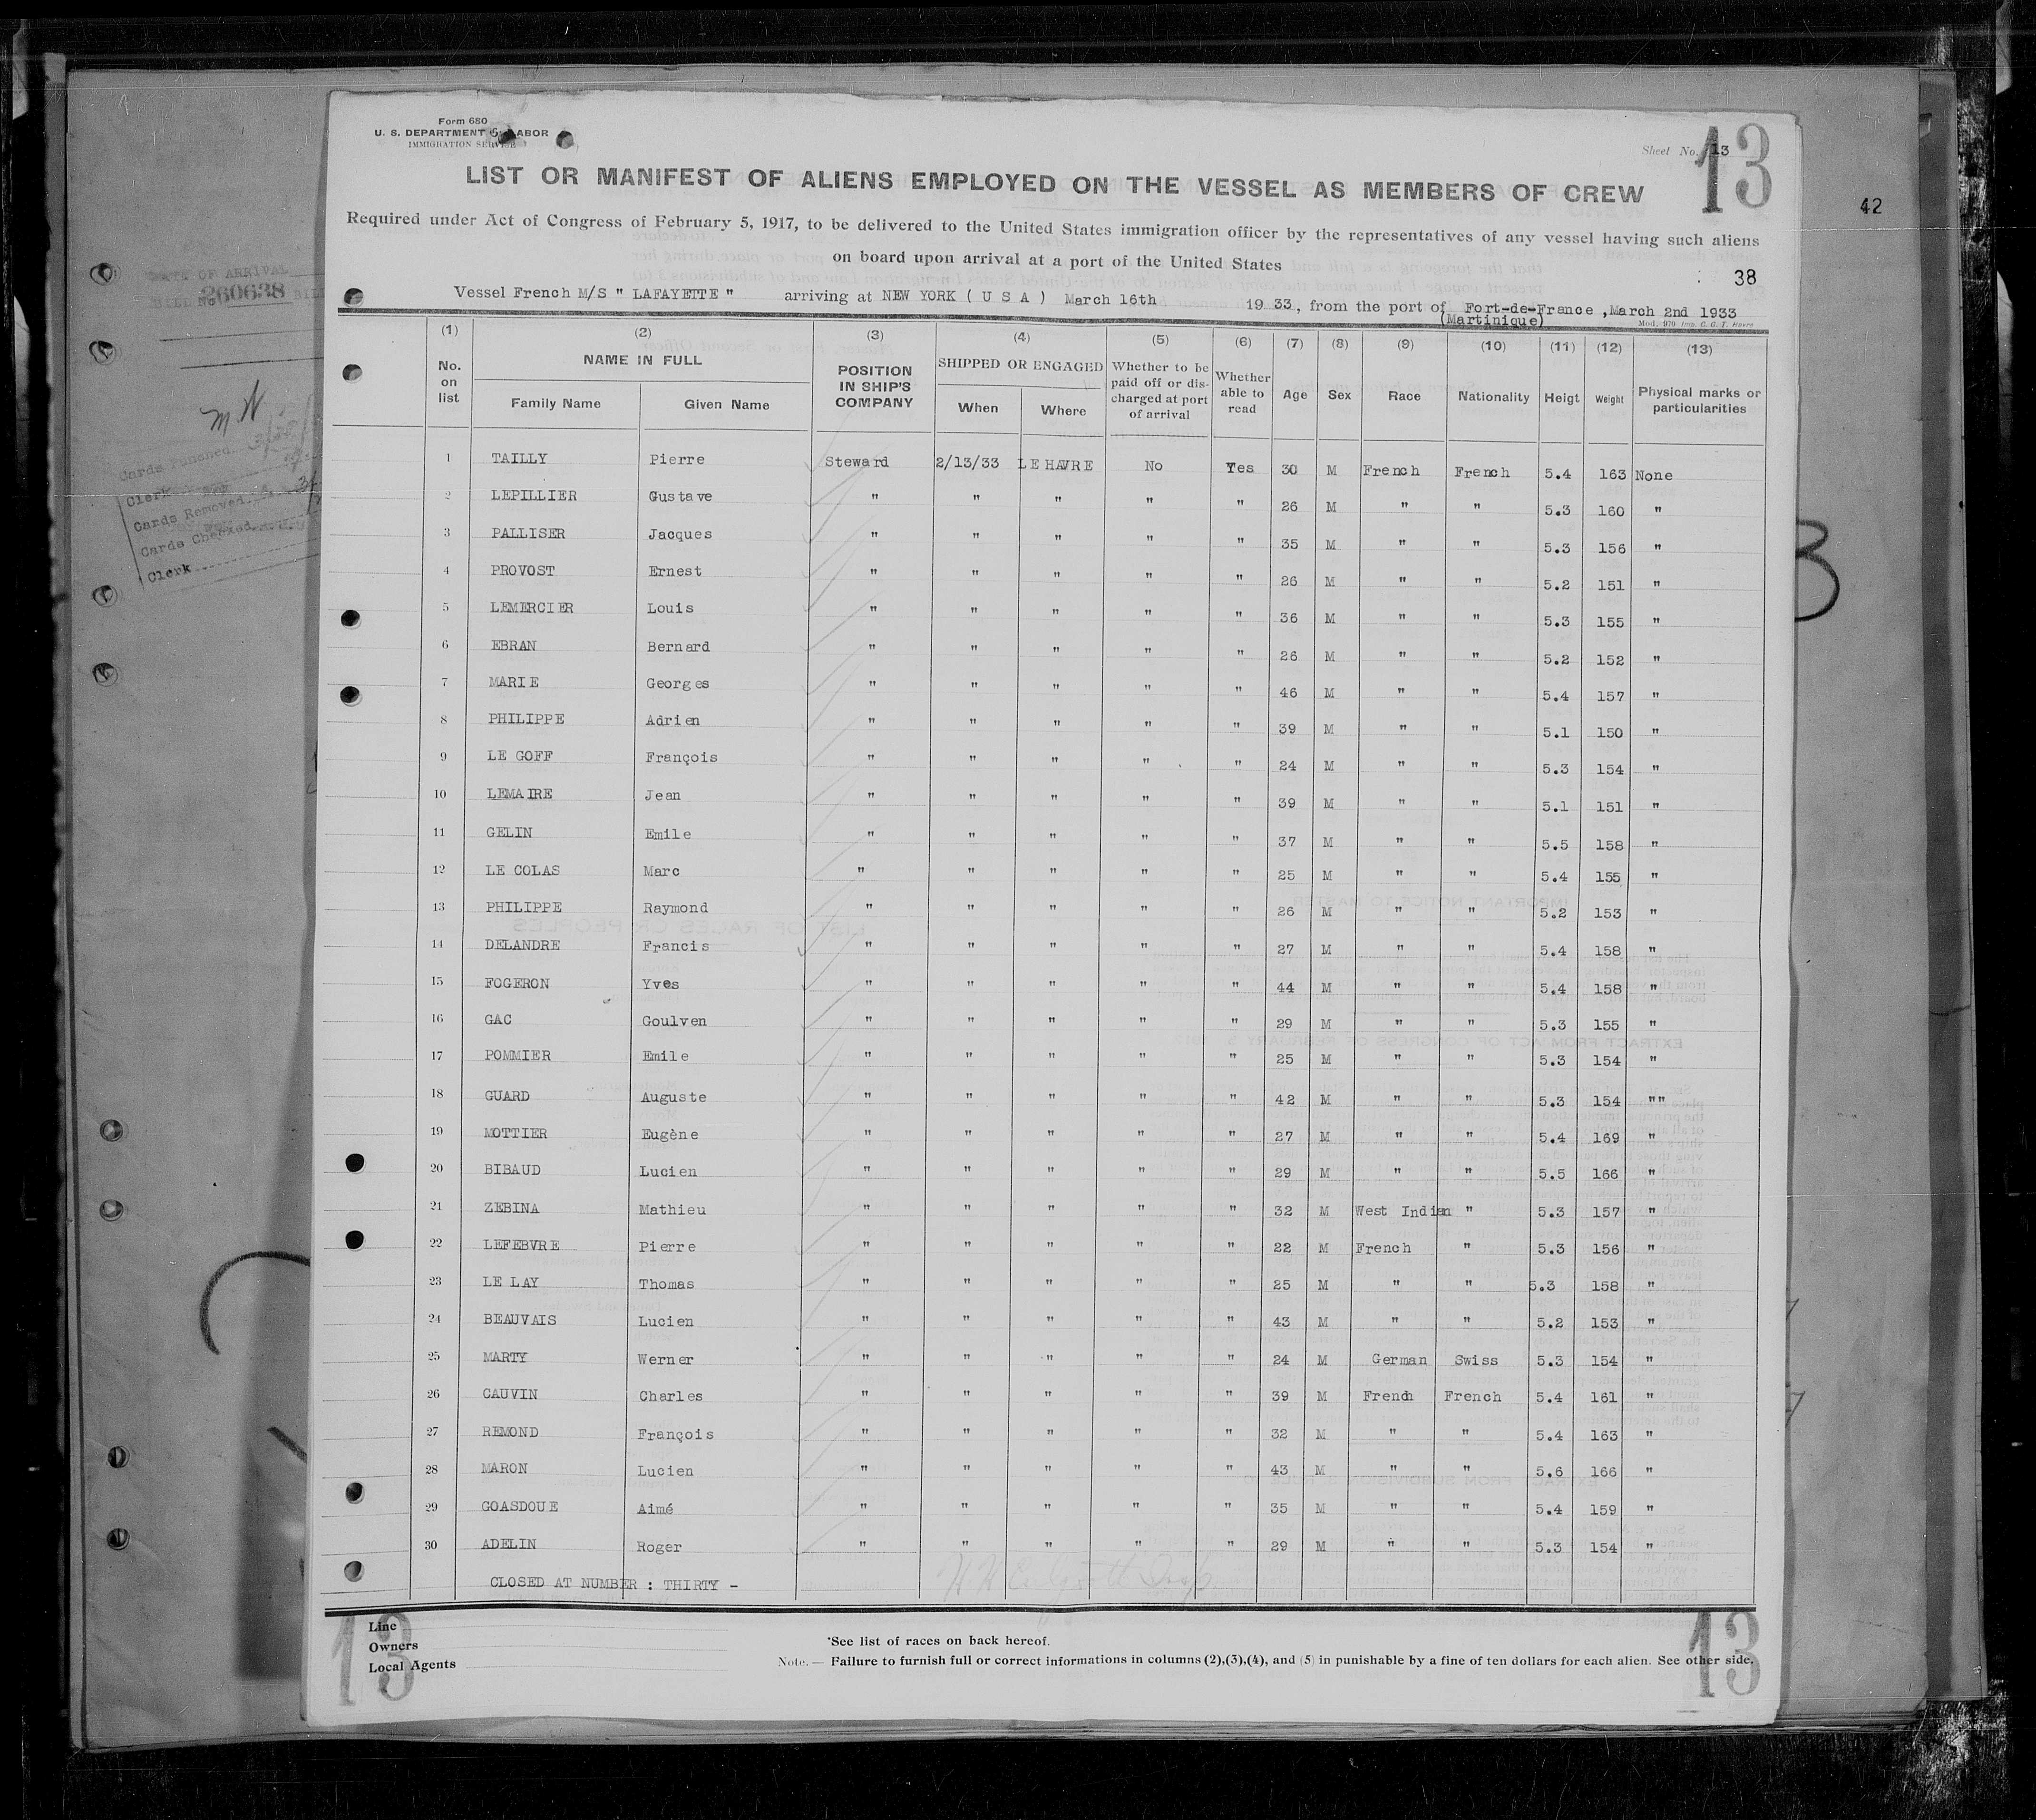 Form 680
U. S. DEPARTMENT OF LABOR
IMMIGRATION SERVICE
Sheet No. 13
13
LIST OR MANIFEST OF ALIENS EMPLOYED ON THE VESSEL AS MEMBERS OF CREW
42
Required under Act of Congress of February 5, 1917, to be delivered to the United States immigration officer by the representatives of any vessel having such aliens
on board upon arrival at a port of the United States
38
Vessel French M/S " LAFAYETTE " arriving at NEW YORK ( U S A ) March 16th 19 33, from the port of Fort-de-France , March 2nd 1933
(Martinique)
Mod. 970 Imp. C. G. T. Havre
DATE OF ARRIVAL
260638
M W
Cards Punched
Clerk
Cards Removed
Cards Checked
Clerk
(1) (2) (3) (4) (5) (6) (7) (8) (9) (10) (11) (12) (13)
No. on list NAME IN FULL Family Name Given Name POSITION IN SHIP'S COMPANY SHIPPED OR ENGAGED When Where Whether to be paid off or discharged at port of arrival Whether able to read Age Sex Race Nationality Heigt Weight Physical marks or particularities
1 TAILLY Pierre Steward 2/13/33 LE HAVRE No Yes 30 M French French 5.4 163 None
2 LEPILLIER Gustave " " " " " 26 M " " 5.3 160 "
3 PALLISER Jacques " " " " " 35 M " " 5.3 156 "
4 PROVOST Ernest " " " " " 26 M " " 5.2 151 "
5 LEMERCIER Louis " " " " " 36 M " " 5.3 155 "
6 EBRAN Bernard " " " " " 26 M " " 5.2 152 "
7 MARIE Georges " " " " " 46 M " " 5.4 157 "
8 PHILIPPE Adrien " " " " " 39 M " " 5.1 150 "
9 LE GOFF François " " " " " 24 M " " 5.3 154 "
10 LEMAIRE Jean " " " " " 39 M " " 5.1 151 "
11 GELIN Emile " " " " " 37 M " " 5.5 158 "
12 LE COLAS Marc " " " " " 25 M " " 5.4 155 "
13 PHILIPPE Raymond " " " " " 26 M " " 5.2 153 "
14 DELANDRE Francis " " " " " 27 M " " 5.4 158 "
15 FOGERON Yves " " " " " 44 M " " 5.4 158 "
16 GAC Goulven " " " " " 29 M " " 5.3 155 "
17 POMMIER Emile " " " " " 25 M " " 5.3 154 "
18 GUARD Auguste " " " " " 42 M " " 5.3 154 ""
19 MOTTIER Eugène " " " " " 27 M " " 5.4 169 "
20 BIBAUD Lucien " " " " " 29 M " " 5.5 166 "
21 ZEBINA Mathieu " " " " " 32 M West Indien " 5.3 157 "
22 LEFEBVRE Pierre " " " " " 22 M French " 5.3 156 "
23 LE LAY Thomas " " " " " 25 M " " 5.3 158 "
24 BEAUVAIS Lucien " " " " " 43 M " " 5.2 153 "
25 MARTY Werner " " " " " 24 M German Swiss 5.3 154 "
26 CAUVIN Charles " " " " " 39 M French French 5.4 161 "
27 REMOND François " " " " " 32 M " " 5.4 163 "
28 MARON Lucien " " " " " 43 M " " 5.6 166 "
29 GOASDOUE Aimé " " " " " 35 M " " 5.4 159 "
30 ADELIN Roger " " " " " 29 M " " 5.3 154 "
CLOSED AT NUMBER : THIRTY -
13
13
Line
Owners
Local Agents
*See list of races on back hereof.
Note. — Failure to furnish full or correct informations in columns (2),(3),(4), and (5) in punishable by a fine of ten dollars for each alien. See other side.